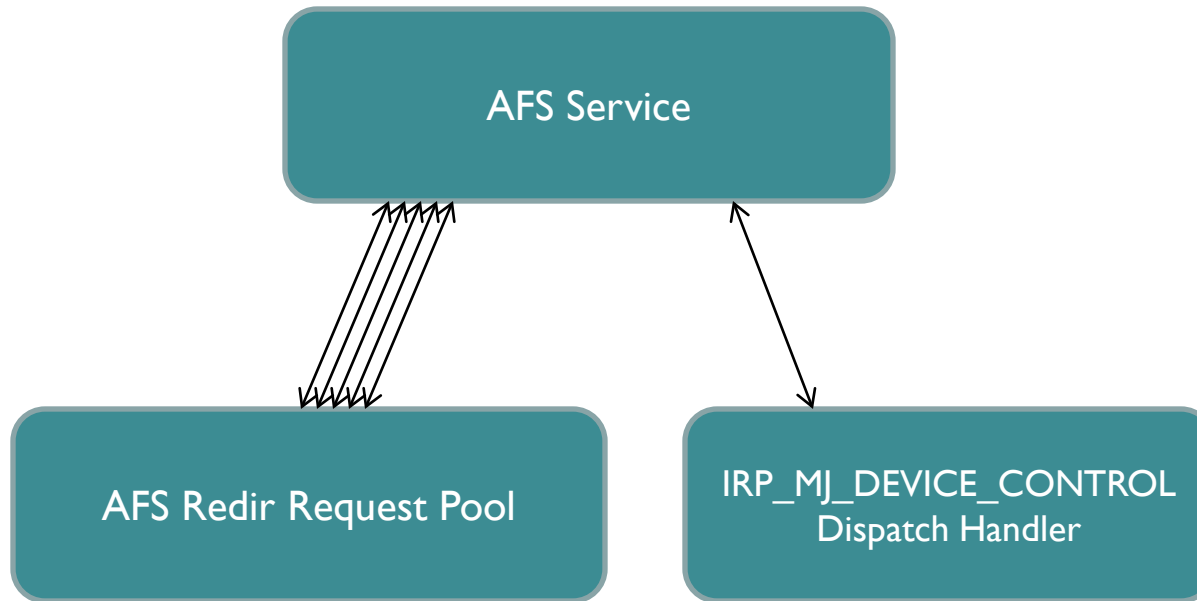 AFS Service
AFS Redir Request Pool
IRP_MJ_DEVICE_CONTROL
Dispatch Handler